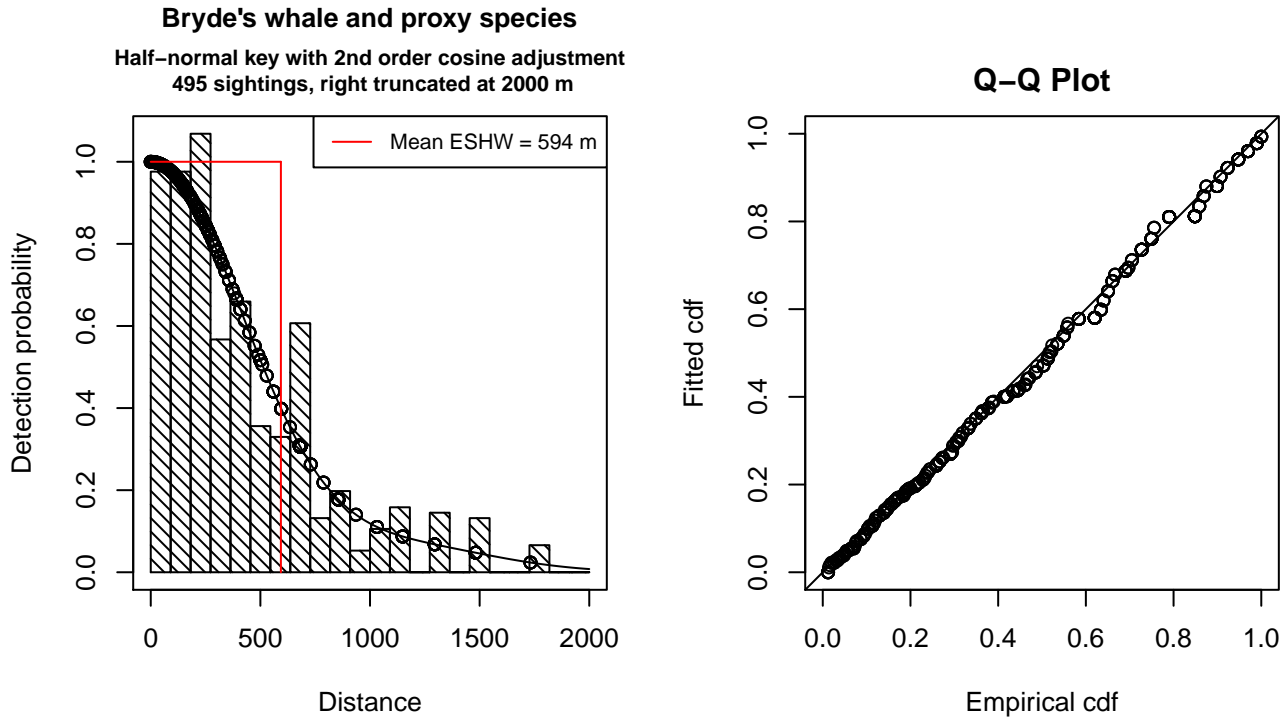 Bryde's whale and proxy species
Half−normal key with 2nd order cosine adjustment
495 sightings, right truncated at 2000 m
Mean ESHW = 594 m
Detection probability
0.0 0.2 0.4 0.6 0.8 1.0
0 500 1000 1500 2000
Distance
Q−Q Plot
Fitted cdf
0.0 0.2 0.4 0.6 0.8 1.0
0.0 0.2 0.4 0.6 0.8 1.0
Empirical cdf